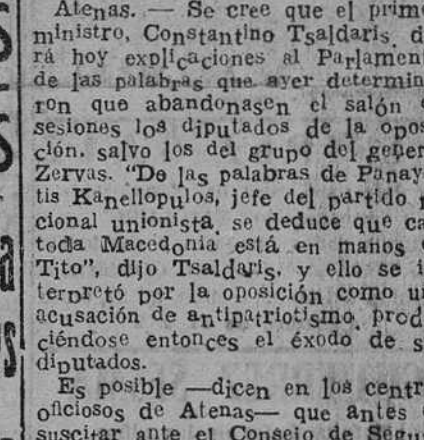 Atenas. — Se cree que el prime
ministro, Constantino Tsaldaris, d
rá hoy explicaciones al Parlament
de las palabras que ayer determin
ron que abandonasen el salón
sesiones los diputados de la opos
ción, salvo los del grupo del gener
Zervas. "De las palabras de Panay
tis Kanellopulos, jefe del partido
cional unionista, se deduce que ca
toda Macedonia está en manos
Tito", dijo Tsaldaris, y ello se i
terpretó por la oposición como un
acusación de antipatriotismo, prod
ciéndose entonces el éxodo de s
diputados.
Es posible —dicen en los centr
oficiosos de Atenas— que antes
suscitar ante el Consejo de Segu